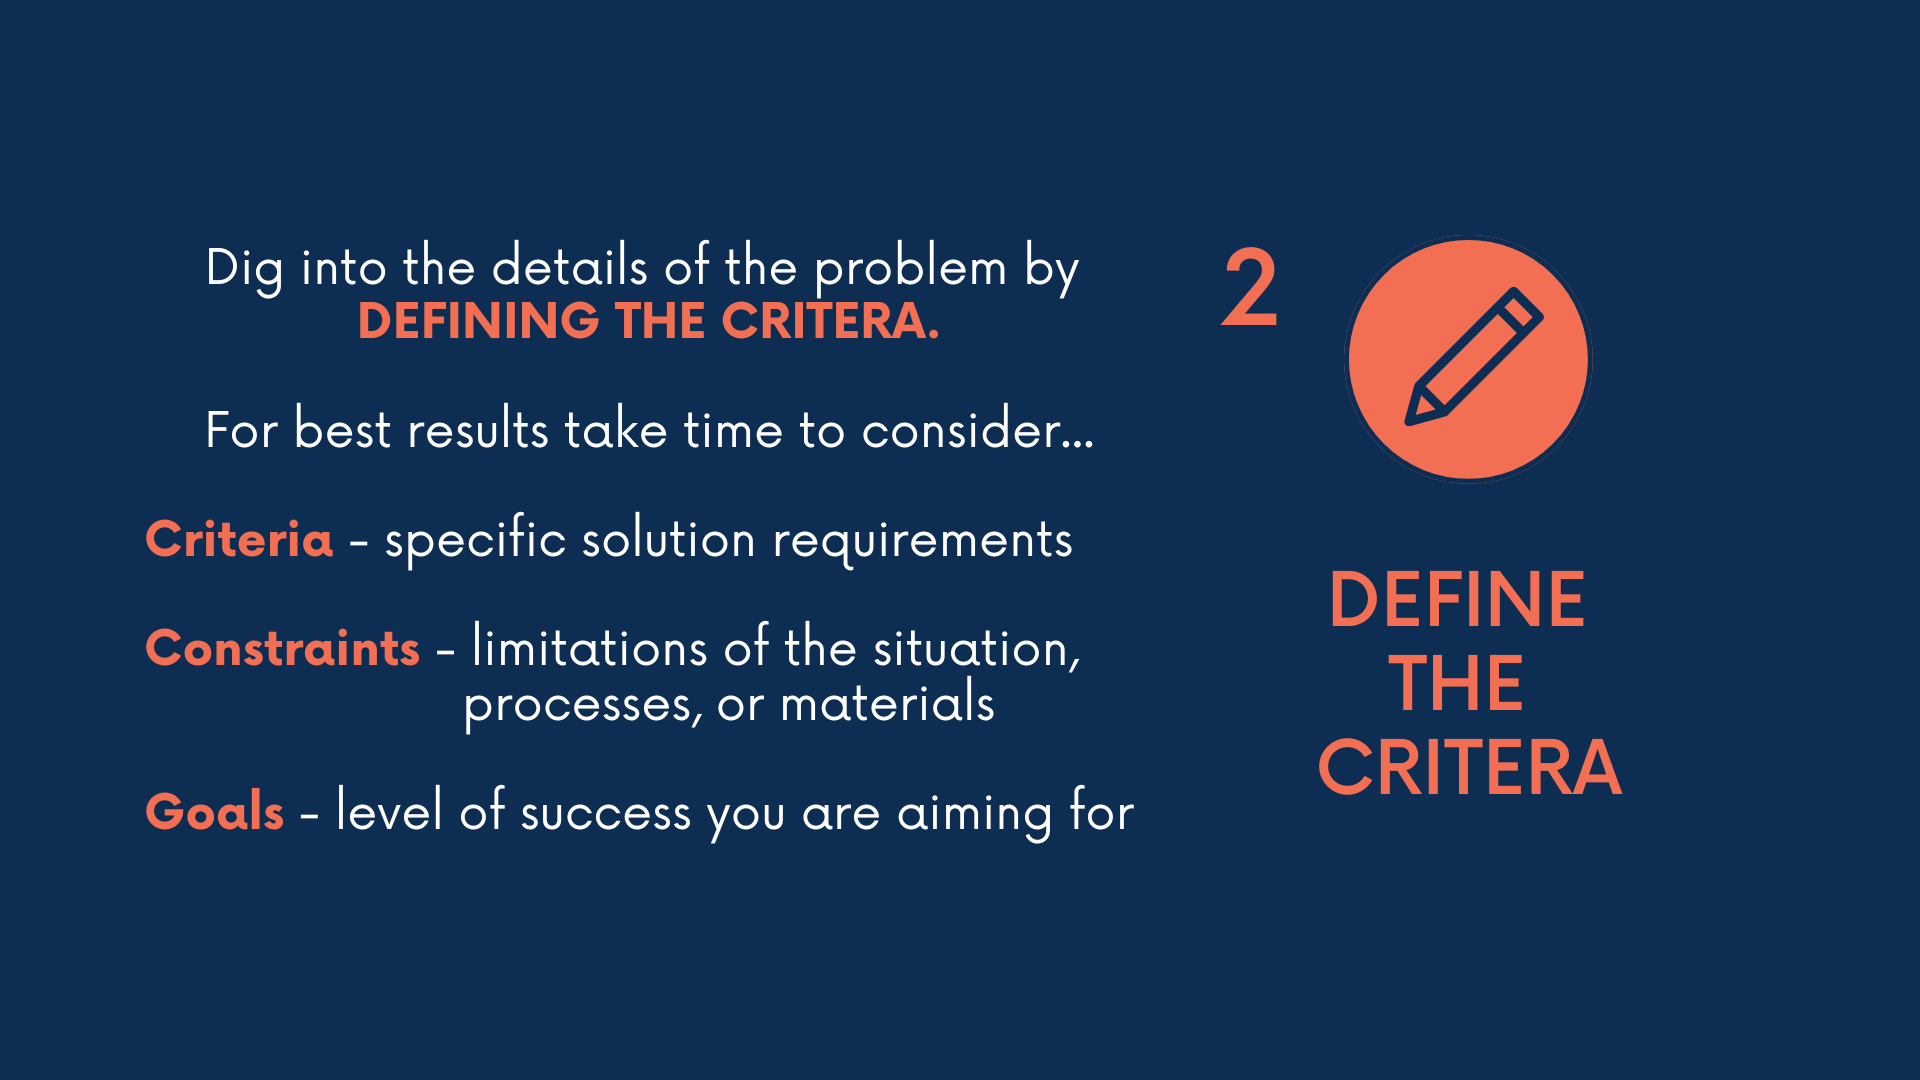 Dig into the details of the problem by
DEFINING THE CRITERA.
For best results take time to consider...
Criteria - specific solution requirements
Constraints - limitations of the situation,
processes, or materials
Goals - level of success you are aiming for
2
DEFINE
THE
CRITERA